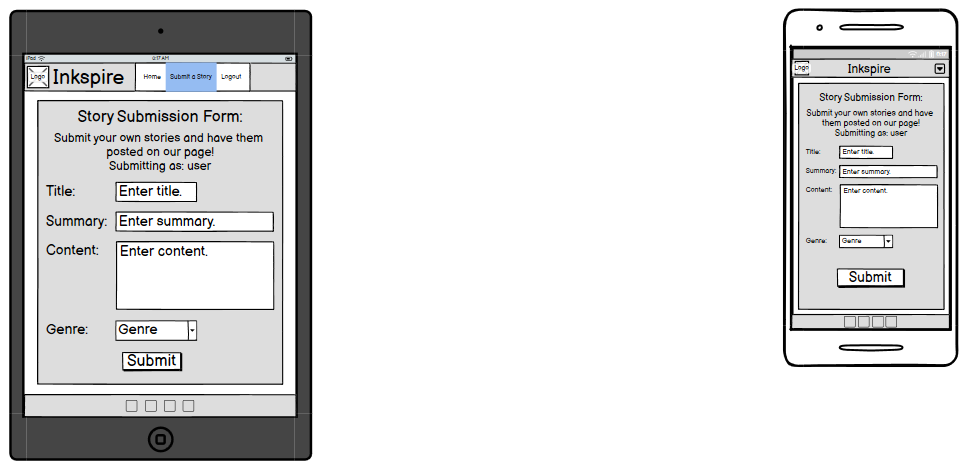 iPad 8:17 AM
Logo Inkspire Home Submit a Story Logout
Story Submission Form:
Submit your own stories and have them
posted on our page!
Submitting as: user
Title: Enter title.
Summary: Enter summary.
Content: Enter content.
Genre: Genre
Submit
Logo Inkspire
Story Submission Form:
Submit your own stories and have
them posted on our page!
Submitting as: user
Title: Enter title.
Summary: Enter summary.
Content: Enter content.
Genre: Genre
Submit